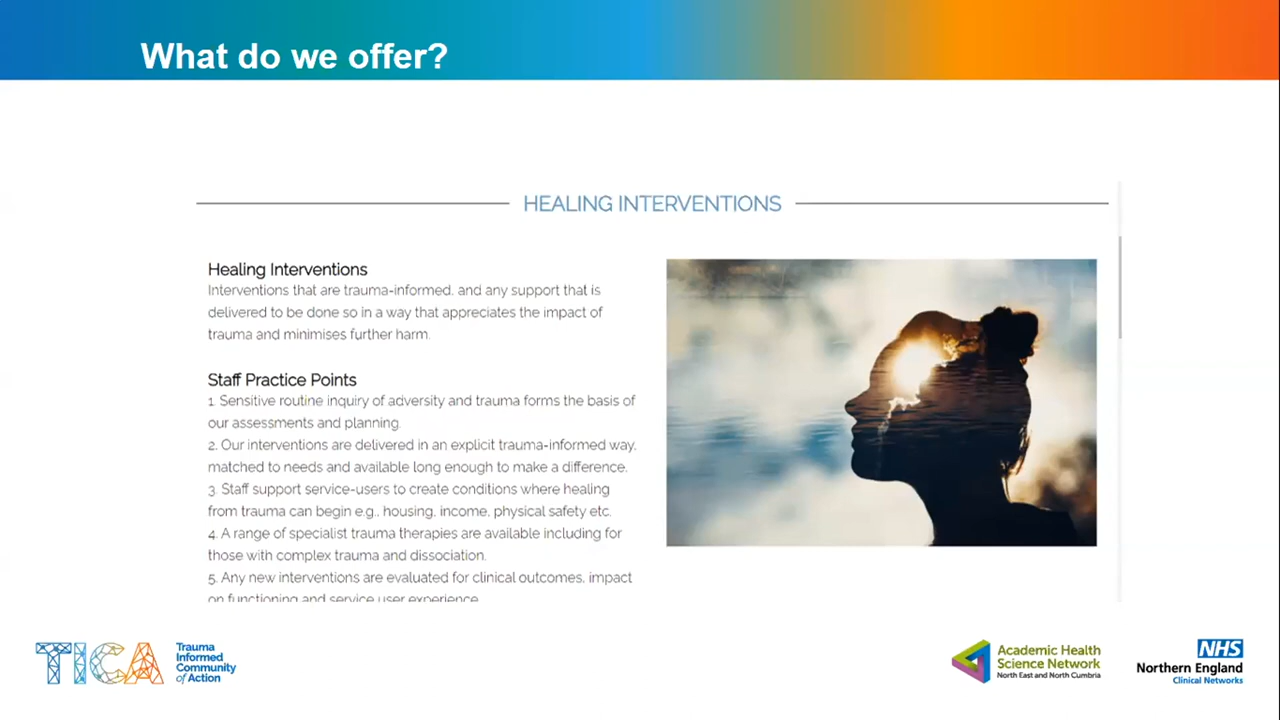 What do we offer?
HEALING INTERVENTIONS
Healing Interventions
Interventions that are trauma-informed, and any support that is
delivered to be done so in a way that appreciates the impact of
trauma and minimises further harm.
Staff Practice Points
1. Sensitive routine inquiry of adversity and trauma forms the basis of
our assessments and planning.
2. Our interventions are delivered in an explicit trauma-informed way,
matched to needs and available long enough to make a difference.
3. Staff support service-users to create conditions where healing
from trauma can begin e.g., housing, income, physical safety etc.
4. A range of specialist trauma therapies are available including for
those with complex trauma and dissociation.
5. Any new interventions are evaluated for clinical outcomes, impact
on functioning and service user experience
TICA
Trauma
Informed
Community
of Action
Academic Health
Science Network
North East and North Cumbria
NHS
Northern England
Clinical Networks